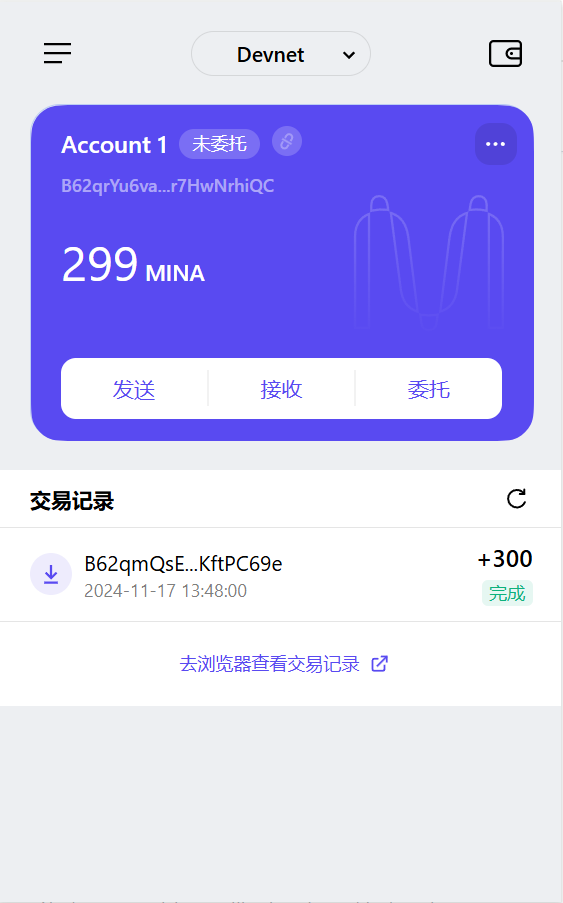 Devnet
Account 1 未委托
B62qrYu6va...r7HwNrhiQC
299 MINA
发送 接收 委托
交易记录
B62qmQsE...KftPC69e +300
2024-11-17 13:48:00 完成
去浏览器查看交易记录